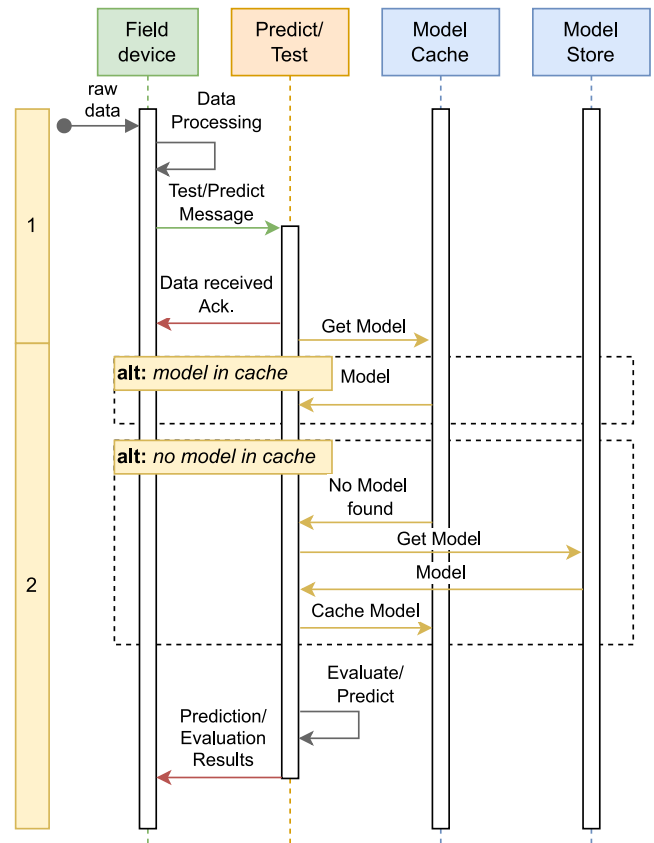 Field
device
Predict/
Test
Model
Cache
Model
Store
raw
data
Data
Processing
1
Test/Predict
Message
Data received
Ack.
Get Model
alt: model in cache
Model
alt: no model in cache
No Model
found
Get Model
2
Model
Cache Model
Evaluate/
Predict
Prediction/
Evaluation
Results